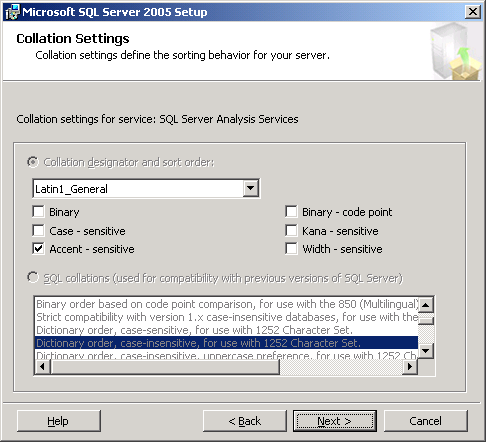 Microsoft SQL Server 2005 Setup
Collation Settings
Collation settings define the sorting behavior for your server.
Collation settings for service: SQL Server Analysis Services
Collation designator and sort order:
Latin1_General
Binary
Binary - code point
Case - sensitive
Kana - sensitive
Accent - sensitive
Width - sensitive
SQL collations (used for compatibility with previous versions of SQL Server)
Binary order based on code point comparison, for use with the 850 (Multilingual)
Strict compatibility with version 1.x case-insensitive databases, for use with the
Dictionary order, case-sensitive, for use with 1252 Character Set.
Dictionary order, case-insensitive, for use with 1252 Character Set.
Dictionary order, case-insensitive, uppercase preference, for use with 1252 Ch
Help
< Back
Next >
Cancel